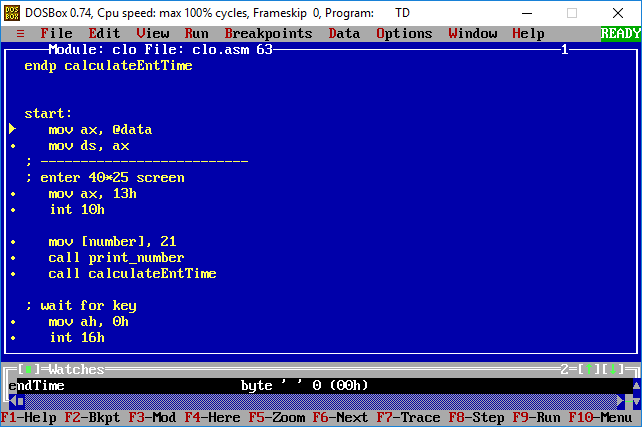 DOSBox 0.74, Cpu speed: max 100% cycles, Frameskip 0, Program: TD
≡ File Edit View Run Breakpoints Data Options Window Help READY
Module: clo File: clo.asm 63 1
endp calculateEntTime
start:
mov ax, @data
mov ds, ax
; --------------------------
; enter 40*25 screen
mov ax, 13h
int 10h
mov [number], 21
call print_number
call calculateEntTime
; wait for key
mov ah, 0h
int 16h
[■]=Watches 2=[↑][↓]
endTime byte ' ' 0 (00h)
F1-Help F2-Bkpt F3-Mod F4-Here F5-Zoom F6-Next F7-Trace F8-Step F9-Run F10-Menu